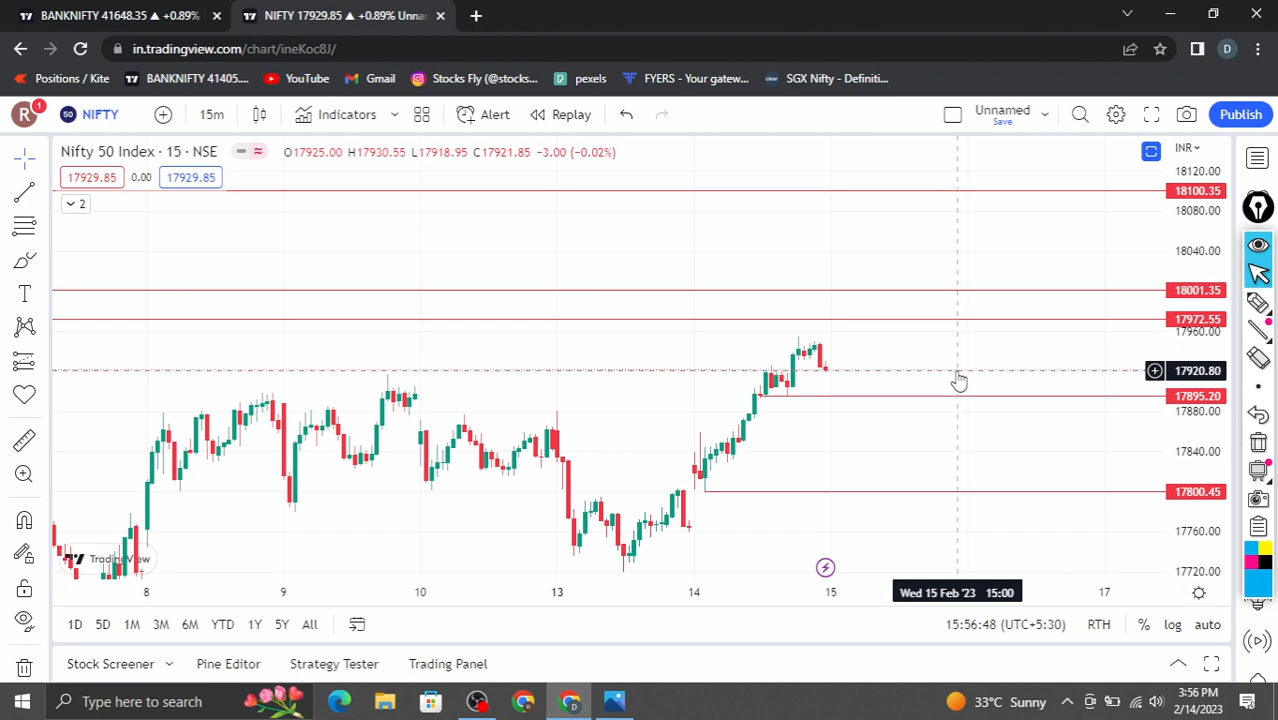 BANKNIFTY 41648.35 ▲ +0.89%
NIFTY 17929.85 ▲ +0.89% Unnar
in.tradingview.com/chart/ineKoc8J/
D
Positions / Kite
BANKNIFTY 41405....
YouTube
Gmail
Stocks Fly (@stocks...
pexels
FYERS - Your gatew...
SGX Nifty - Definiti...
R
1
50
NIFTY
15m
Indicators
Alert
Replay
Unnamed
Save
Publish
Nifty 50 Index · 15 · NSE
O17925.00 H17930.55 L17918.95 C17921.85 -3.00 (-0.02%)
INR
17929.85
0.00
17929.85
2
18120.00
18100.35
18080.00
18040.00
18001.35
17972.55
17960.00
17920.80
17895.20
17880.00
17840.00
17800.45
17760.00
17720.00
TradingView
8
9
10
13
14
15
Wed 15 Feb '23 15:00
17
1D
5D
1M
3M
6M
YTD
1Y
5Y
All
15:56:48 (UTC+5:30)
RTH
%
log
auto
Stock Screener
Pine Editor
Strategy Tester
Trading Panel
Type here to search
33°C Sunny
3:56 PM
2/14/2023